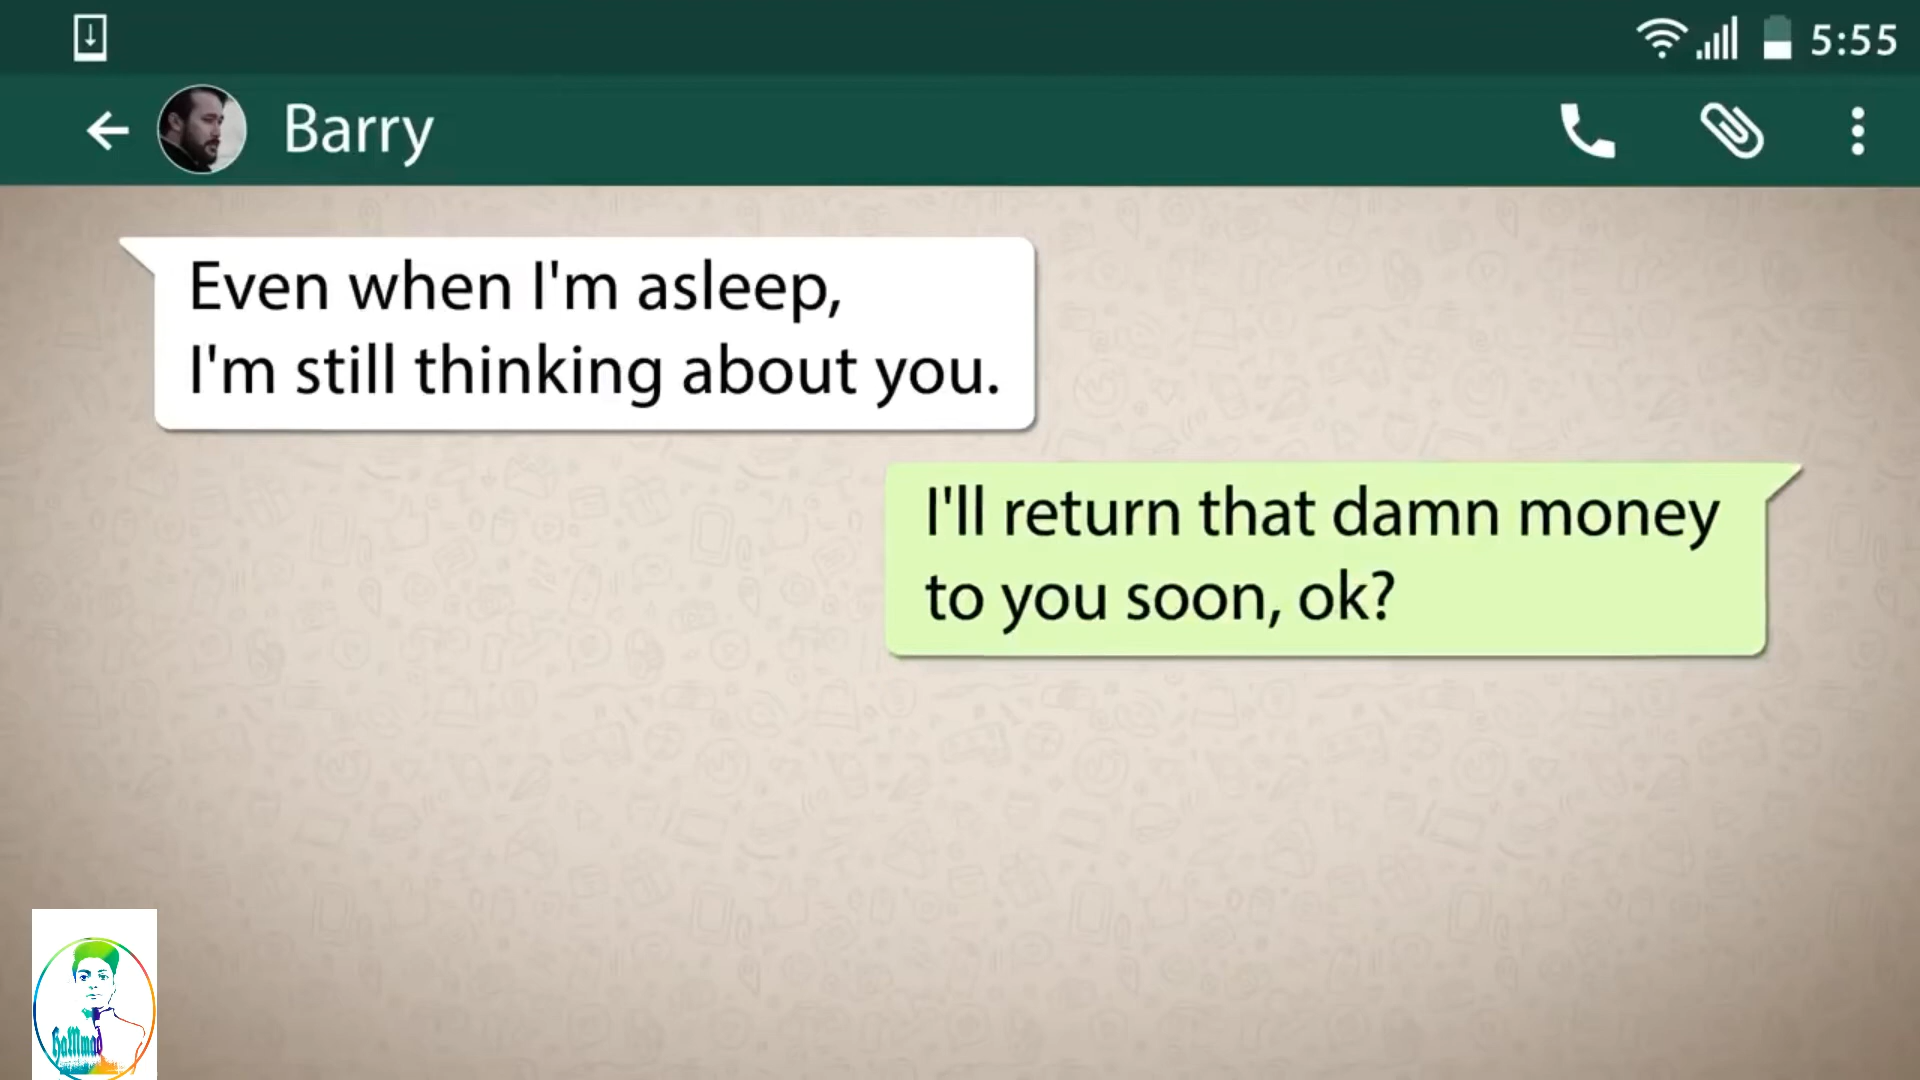 5:55
Barry
Even when I'm asleep,
I'm still thinking about you.
I'll return that damn money
to you soon, ok?